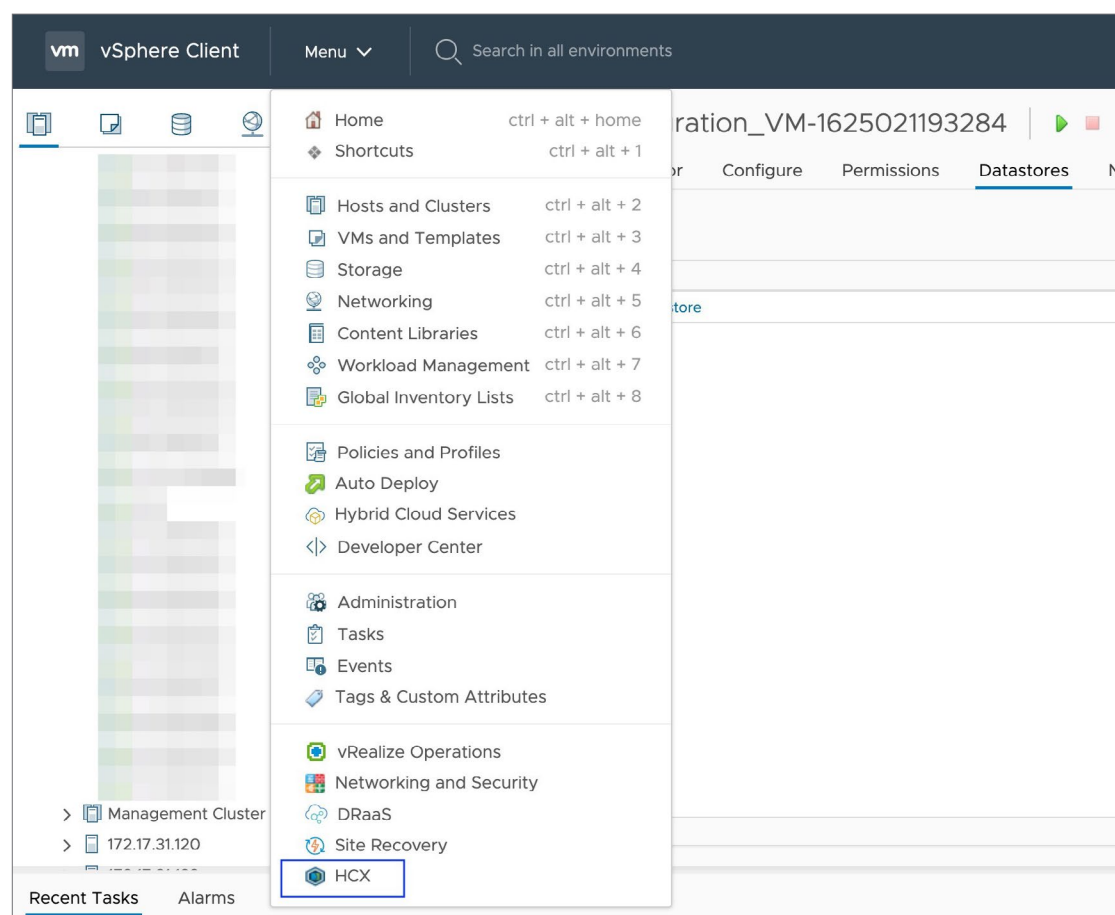 vm vSphere Client Menu Search in all environments
Home ctrl + alt + home
Shortcuts ctrl + alt + 1
Hosts and Clusters ctrl + alt + 2
VMs and Templates ctrl + alt + 3
Storage ctrl + alt + 4
Networking ctrl + alt + 5
Content Libraries ctrl + alt + 6
Workload Management ctrl + alt + 7
Global Inventory Lists ctrl + alt + 8
Policies and Profiles
Auto Deploy
Hybrid Cloud Services
Developer Center
Administration
Tasks
Events
Tags & Custom Attributes
vRealize Operations
Networking and Security
DRaaS
Site Recovery
HCX
ration_VM-1625021193284
or Configure Permissions Datastores
store
Management Cluster
172.17.31.120
Recent Tasks Alarms